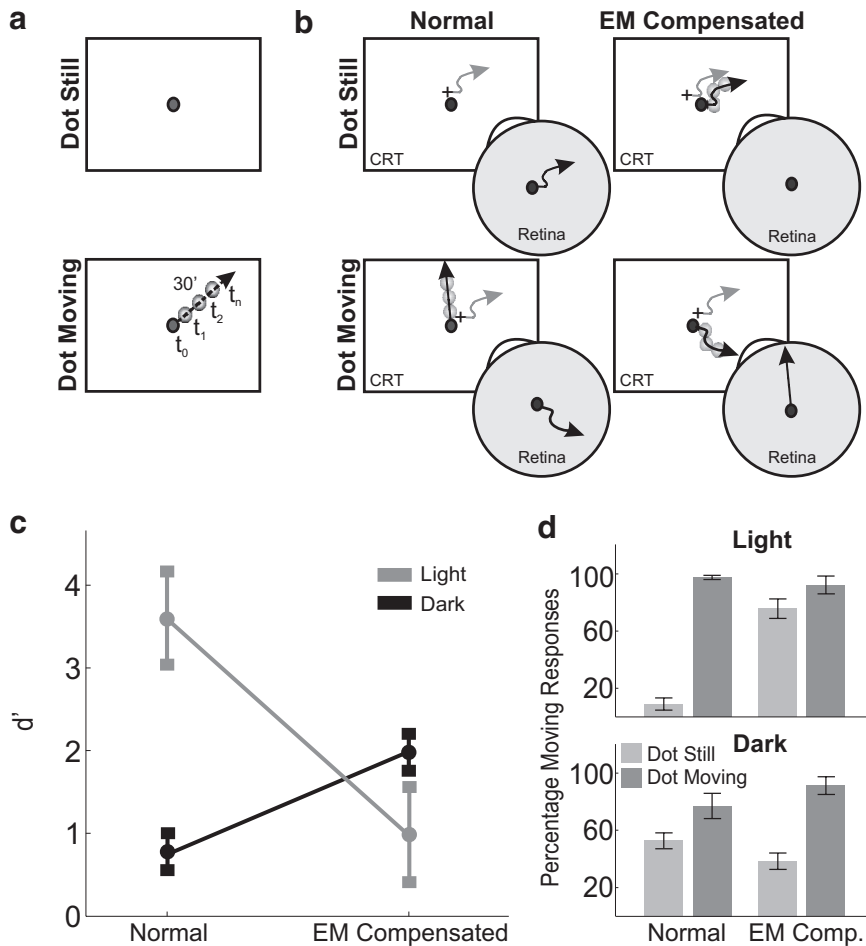 a
Dot Still
Dot Moving
30'
t0
t1
t2
tn
b
Normal
EM Compensated
Dot Still
CRT
Retina
CRT
Retina
Dot Moving
CRT
Retina
CRT
Retina
c
d'
4
3
2
1
0
Light
Dark
Normal
EM Compensated
d
Percentage Moving Responses
Light
100
60
20
Dark
Dot Still
Dot Moving
100
60
20
Normal
EM Comp.